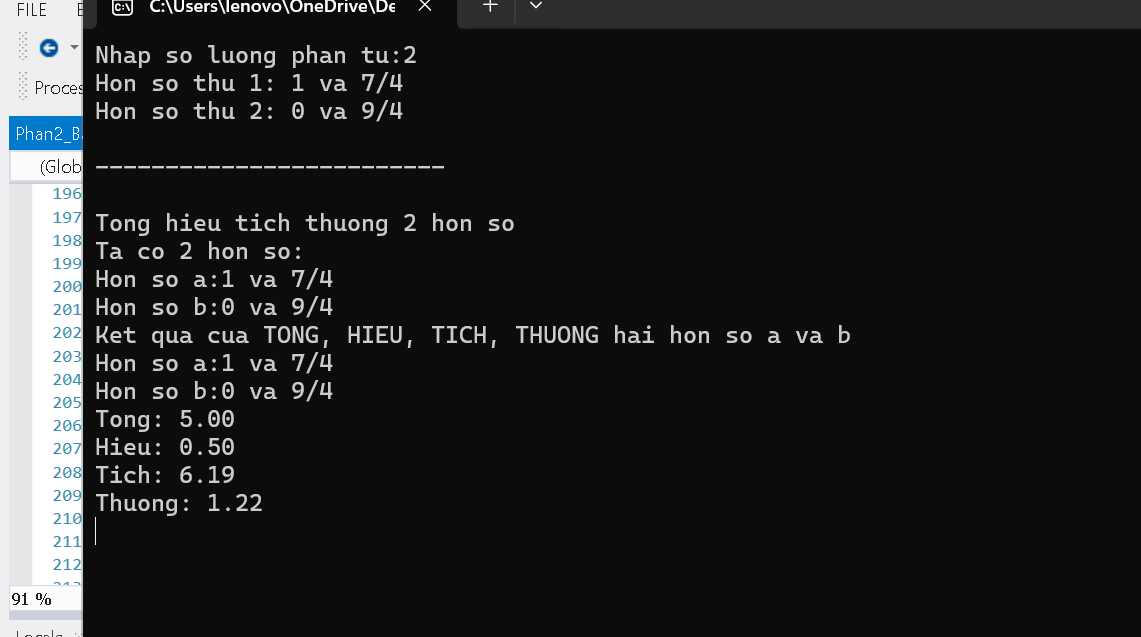 FILE
C:\Users\lenovo\OneDrive\De
Proces
Phan2_B
(Glob
196
197
198
199
200
201
202
203
204
205
206
207
208
209
210
211
212
91 %
Nhap so luong phan tu:2
Hon so thu 1: 1 va 7/4
Hon so thu 2: 0 va 9/4
-------------------------
Tong hieu tich thuong 2 hon so
Ta co 2 hon so:
Hon so a:1 va 7/4
Hon so b:0 va 9/4
Ket qua cua TONG, HIEU, TICH, THUONG hai hon so a va b
Hon so a:1 va 7/4
Hon so b:0 va 9/4
Tong: 5.00
Hieu: 0.50
Tich: 6.19
Thuong: 1.22